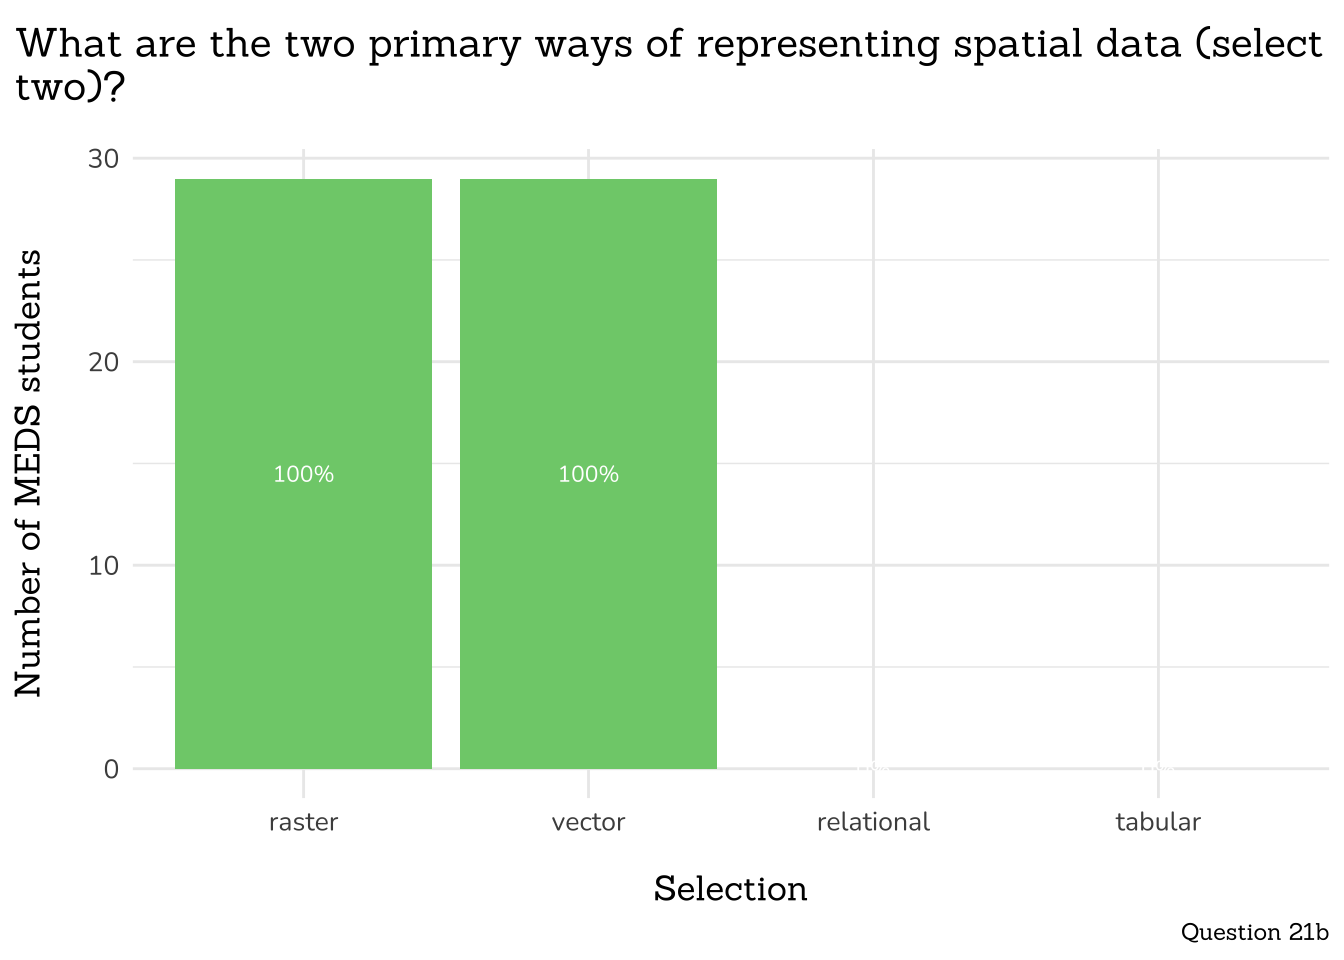 What are the two primary ways of representing spatial data (select
two)?
Number of MEDS students
30
20
10
0
100%
100%
raster
vector
relational
tabular
Selection
Question 21b